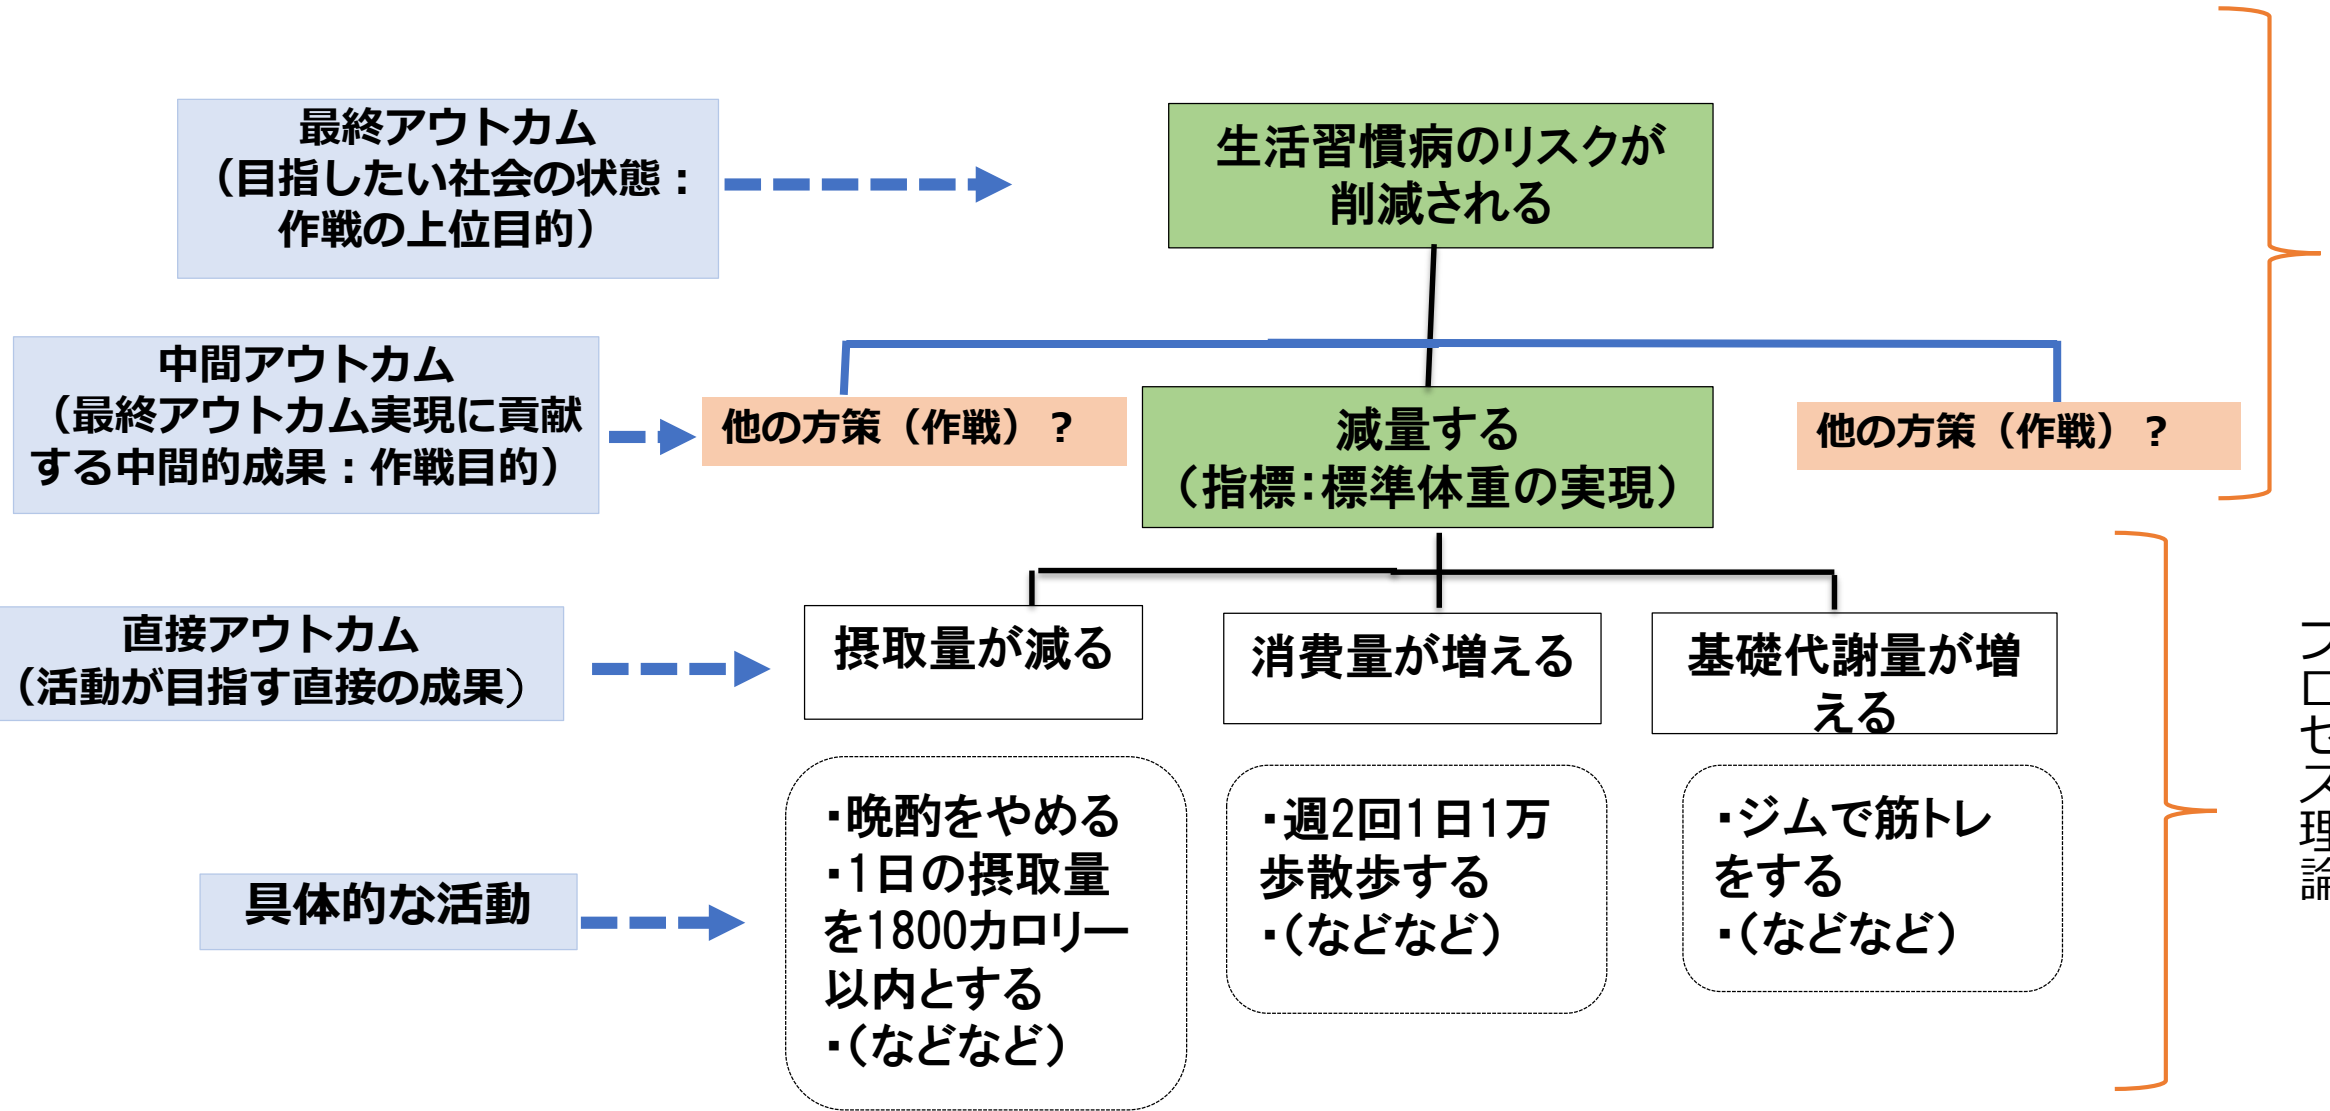 最終アウトカム
（目指したい社会の状態：
作戦の上位目的）
生活習慣病のリスクが
削減される
中間アウトカム
（最終アウトカム実現に貢献
する中間的成果：作戦目的）
他の方策（作戦）？
減量する
（指標：標準体重の実現）
他の方策（作戦）？
直接アウトカム
（活動が目指す直接の成果）
摂取量が減る
消費量が増える
基礎代謝量が増
える
具体的な活動
・晩酌をやめる
・1日の摂取量
を1800カロリー
以内とする
・（などなど）
・週2回1日1万
歩散歩する
・（などなど）
・ジムで筋トレ
をする
・（などなど）
プロセス理論